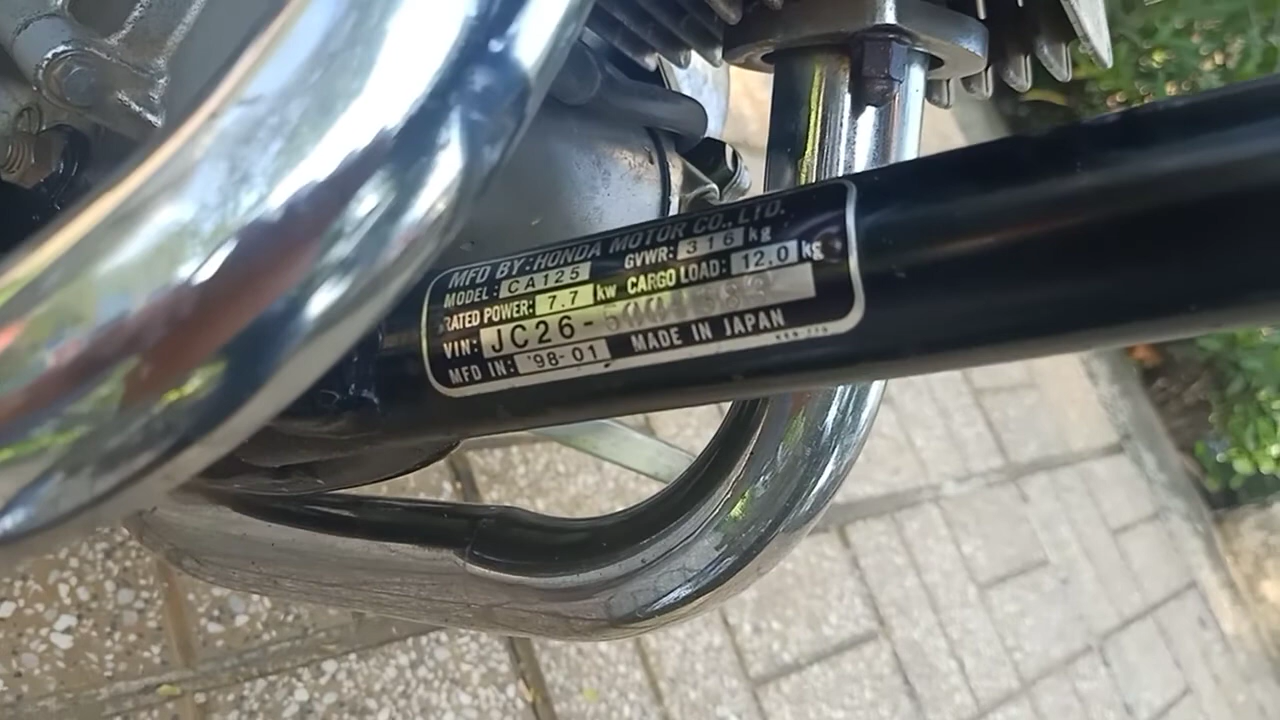 MFD BY: HONDA MOTOR CO., LTD.
MODEL: CA125 GVWR: 316 kg
RATED POWER: 7.7 kw CARGO LOAD: 12.0 kg
VIN: JC26-
MFD IN: '98-01 MADE IN JAPAN